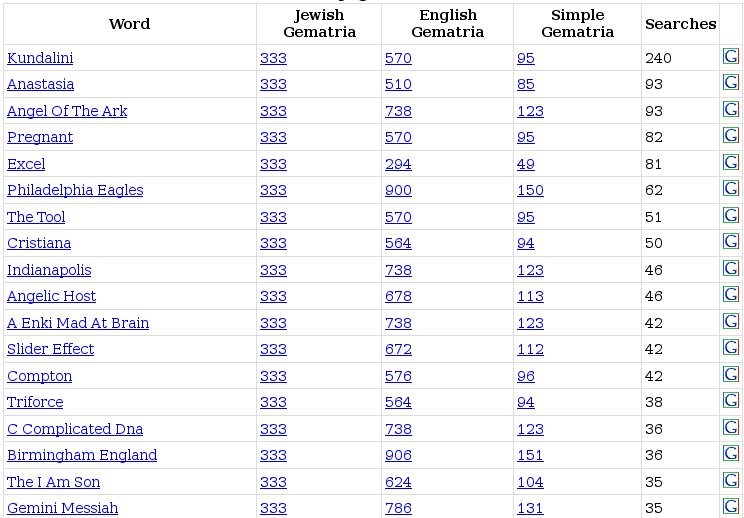 Word Jewish Gematria English Gematria Simple Gematria Searches
Kundalini 333 570 95 240 G
Anastasia 333 510 85 93 G
Angel Of The Ark 333 738 123 93 G
Pregnant 333 570 95 82 G
Excel 333 294 49 81 G
Philadelphia Eagles 333 900 150 62 G
The Tool 333 570 95 51 G
Cristiana 333 564 94 50 G
Indianapolis 333 738 123 46 G
Angelic Host 333 678 113 46 G
A Enki Mad At Brain 333 738 123 42 G
Slider Effect 333 672 112 42 G
Compton 333 576 96 42 G
Triforce 333 564 94 38 G
C Complicated Dna 333 738 123 36 G
Birmingham England 333 906 151 36 G
The I Am Son 333 624 104 35 G
Gemini Messiah 333 786 131 35 G